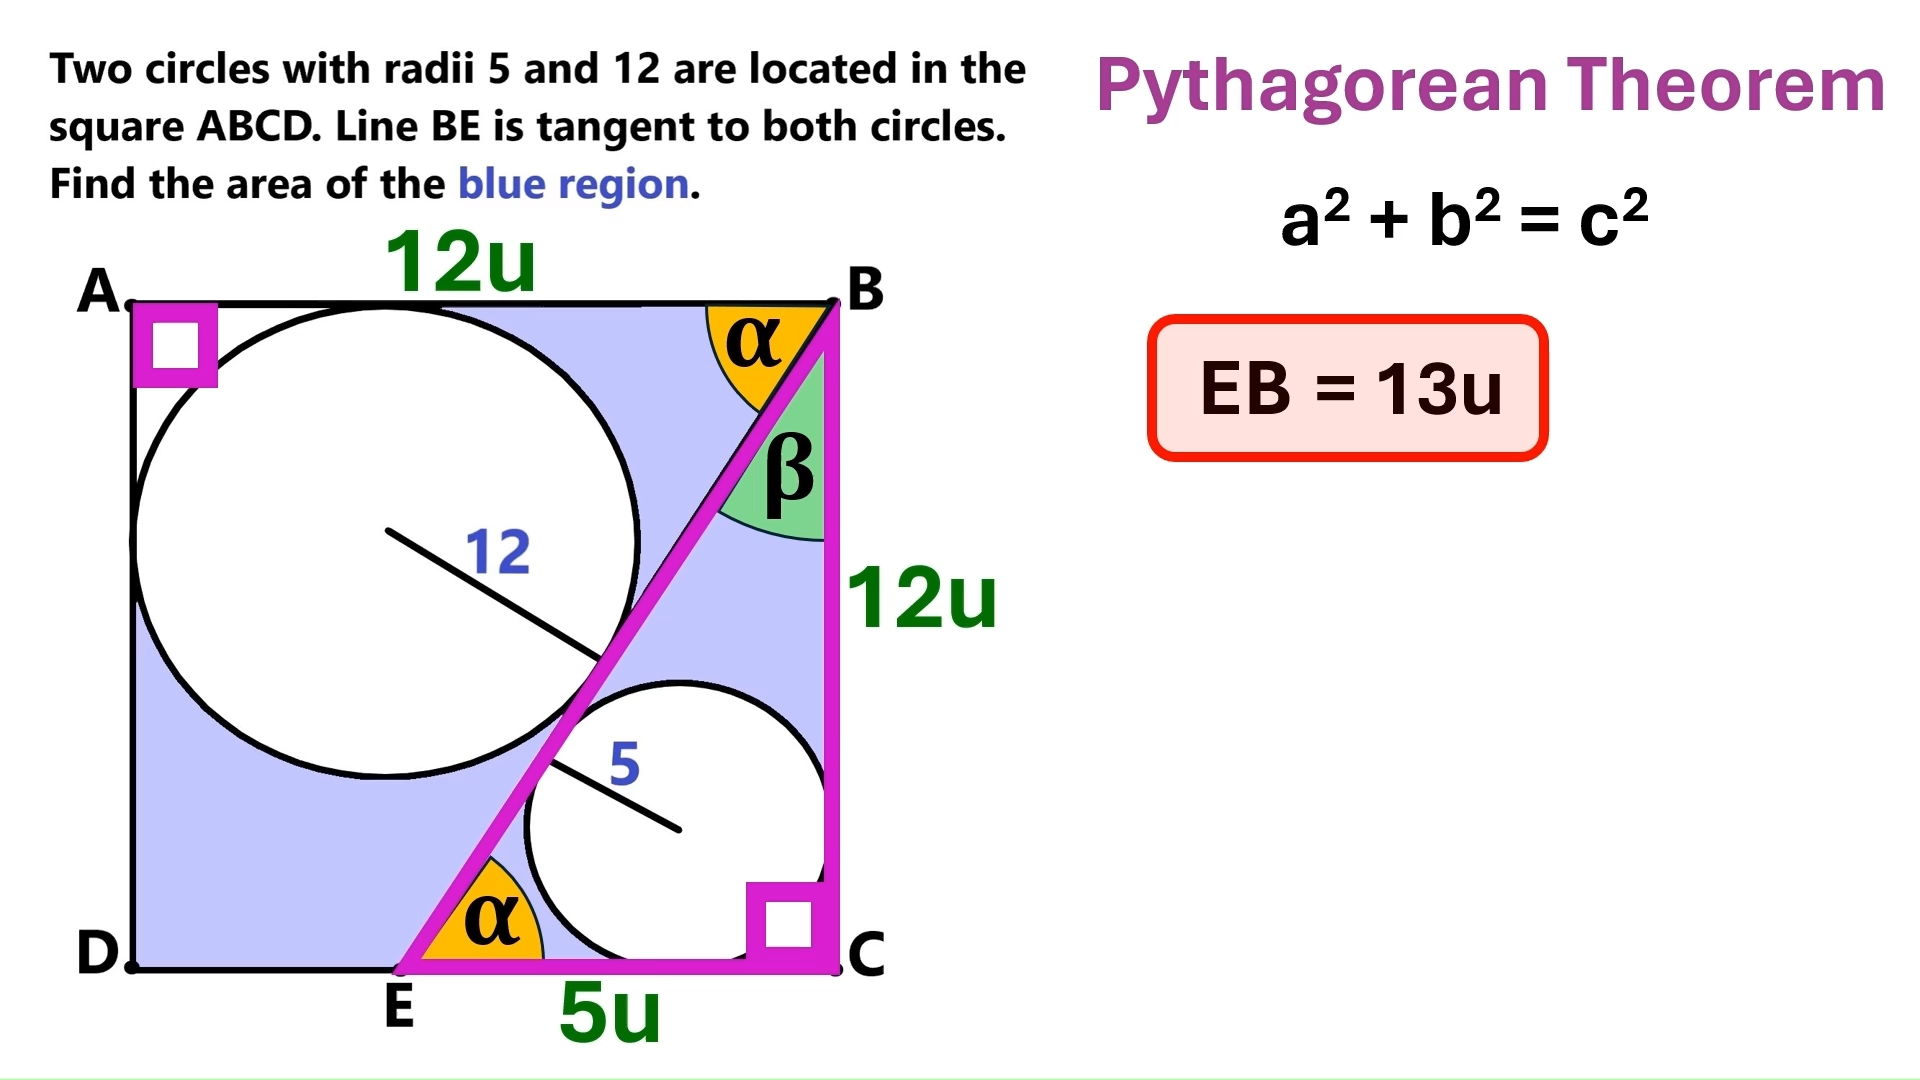 Two circles with radii 5 and 12 are located in the
square ABCD. Line BE is tangent to both circles.
Find the area of the blue region.
Pythagorean Theorem
a² + b² = c²
EB = 13u
12u
A
B
α
β
12
12u
5
α
D
C
E
5u